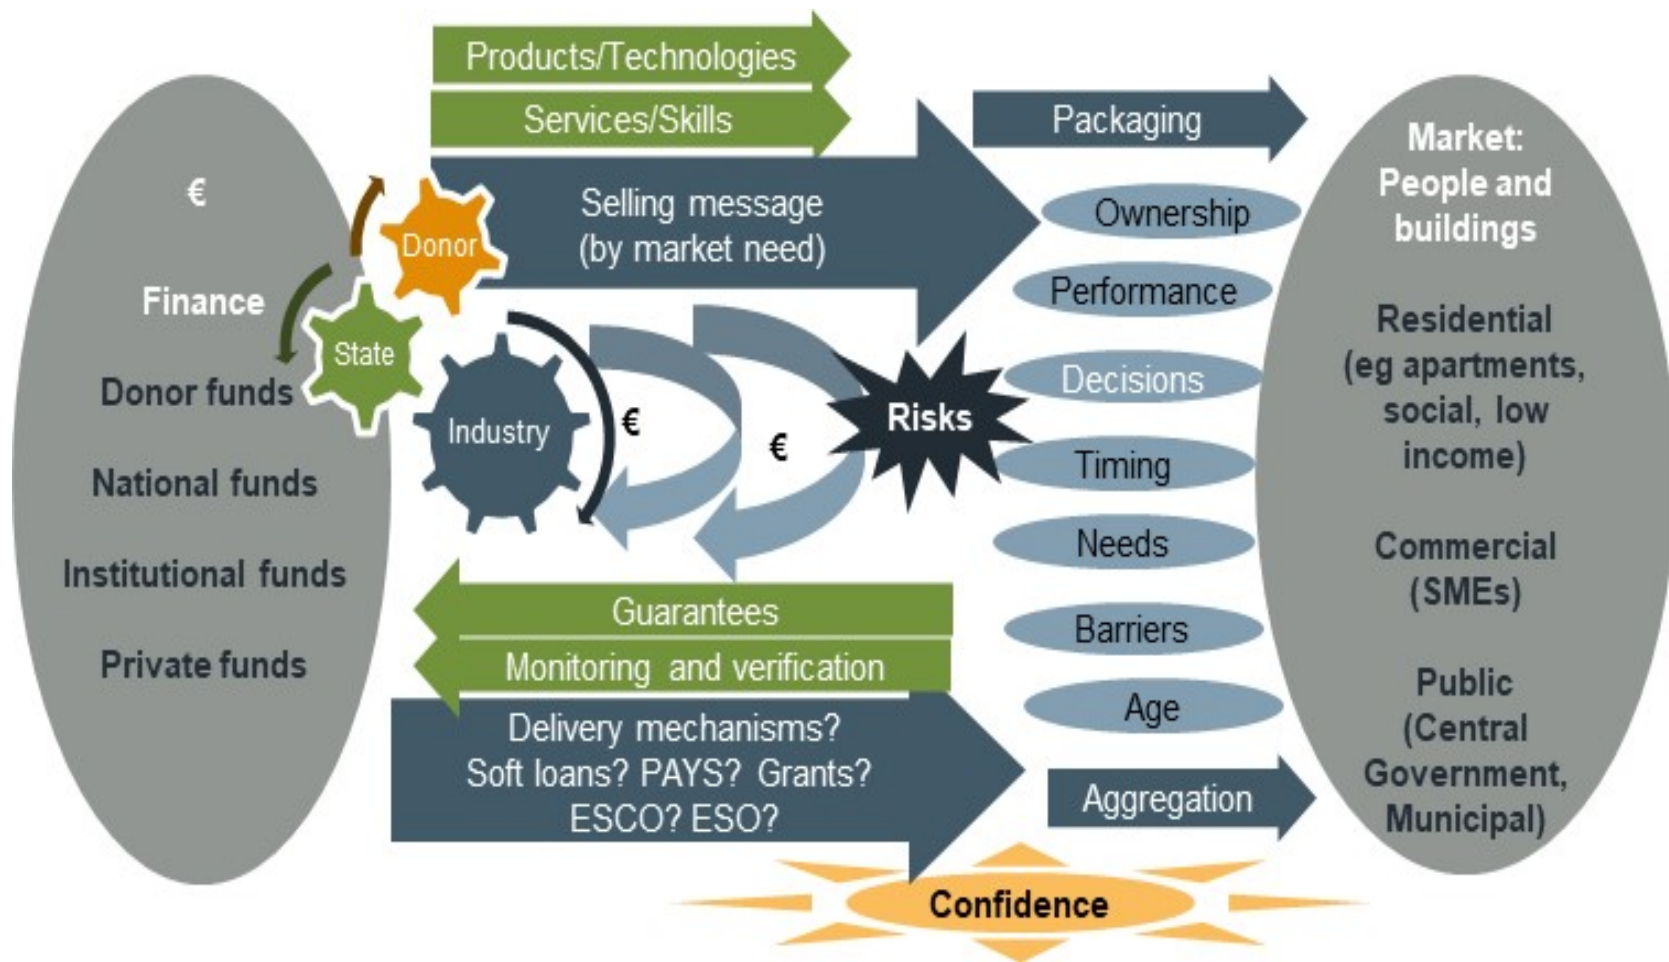 €
Finance
Donor funds
National funds
Institutional funds
Private funds
Donor
State
Industry
Products/Technologies
Services/Skills
Selling message
(by market need)
€
€
Risks
Guarantees
Monitoring and verification
Delivery mechanisms?
Soft loans? PAYS? Grants?
ESCO? ESO?
Packaging
Ownership
Performance
Decisions
Timing
Needs
Barriers
Age
Aggregation
Confidence
Market:
People and
buildings
Residential
(eg apartments,
social, low
income)
Commercial
(SMEs)
Public
(Central
Government,
Municipal)